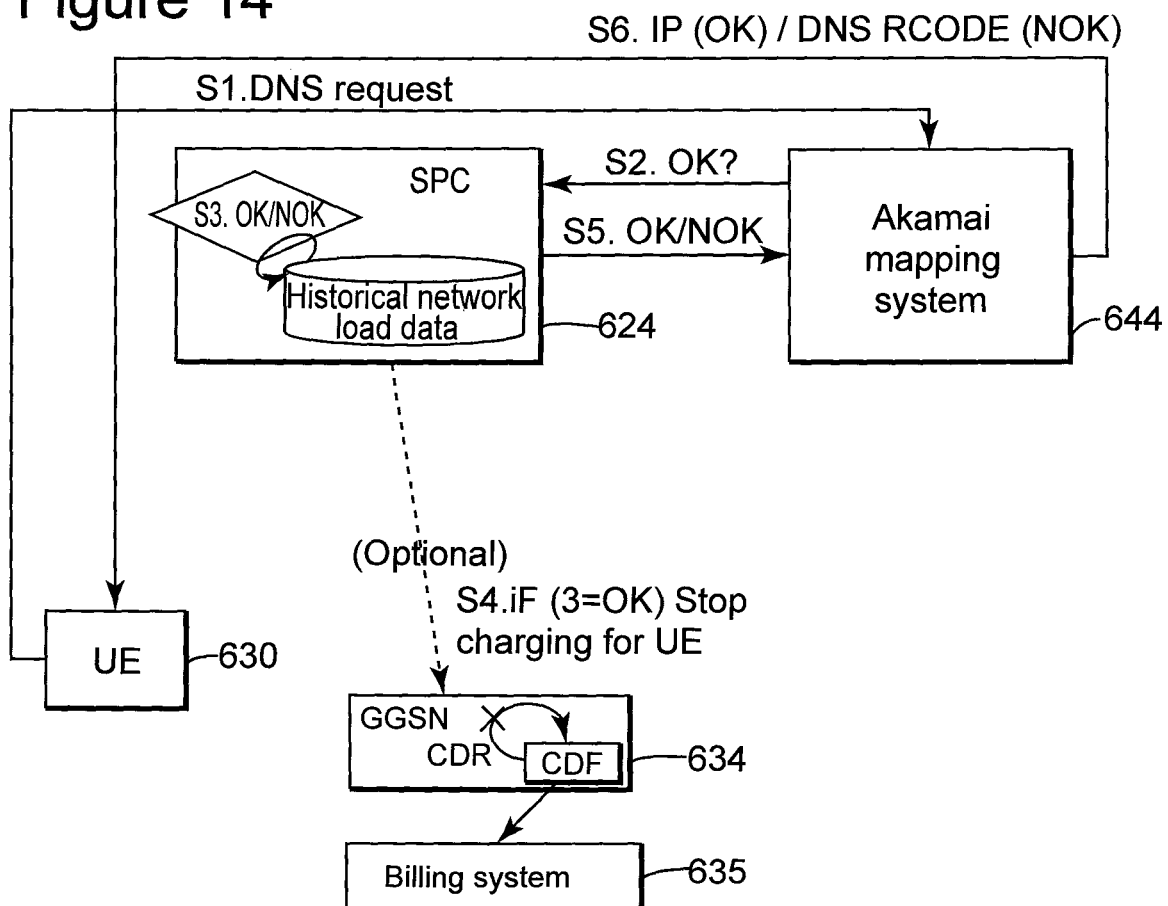 Figure 14
S6. IP (OK) / DNS RCODE (NOK)
S1.DNS request
SPC
S2. OK?
S3. OK/NOK
S5. OK/NOK
Akamai
mapping
system
Historical network
load data
624
644
(Optional)
S4.iF (3=OK) Stop
charging for UE
UE
630
GGSN
CDR
CDF
634
Billing system
635